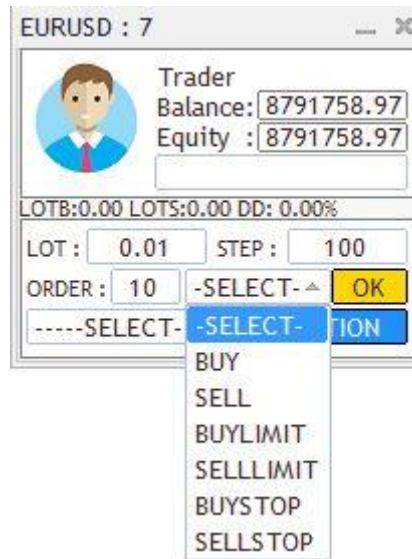 EURUSD : 7
Trader
Balance: 8791758.97
Equity : 8791758.97
LOTB:0.00 LOTS:0.00 DD: 0.00%
LOT : 0.01 STEP : 100
ORDER : 10 -SELECT- OK
-----SELECT- -SELECT- TION
BUY
SELL
BUYLIMIT
SELLLIMIT
BUYSTOP
SELLSTOP